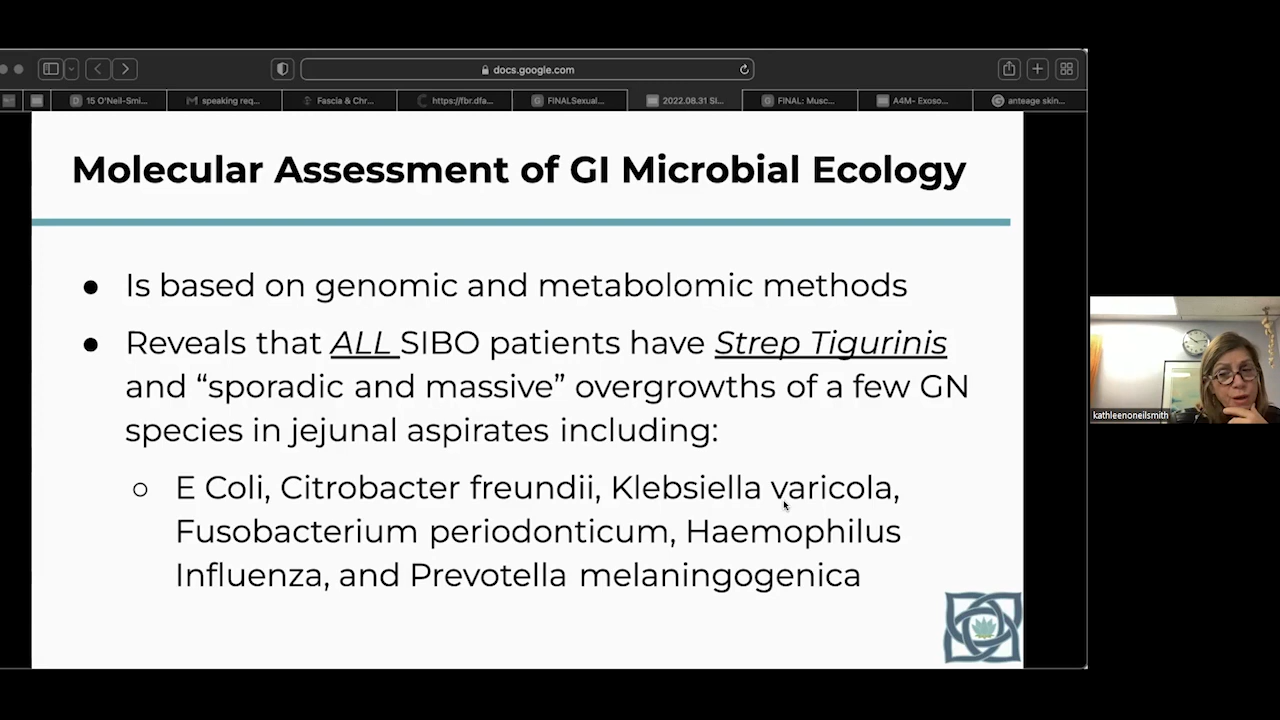 docs.google.com
15 O'Neil-Smi...
speaking req...
Fascia & Chr...
https://fbr.dfa...
FINALSexual...
2022.08.31 SI...
FINAL: Musc...
A4M- Exoso...
anteage skin...
Molecular Assessment of GI Microbial Ecology
● Is based on genomic and metabolomic methods
● Reveals that ALL SIBO patients have Strep Tigurinis
and “sporadic and massive” overgrowths of a few GN
species in jejunal aspirates including:
○ E Coli, Citrobacter freundii, Klebsiella varicola,
Fusobacterium periodonticum, Haemophilus
Influenza, and Prevotella melaningogenica
kathleenoneilsmith